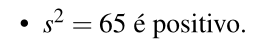 • s² = 65 é positivo.